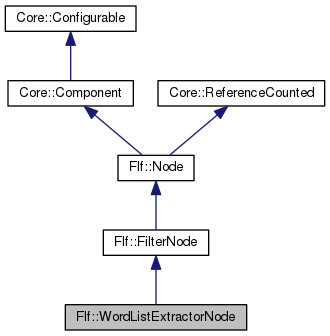 Core::Configurable
Core::Component
Core::ReferenceCounted
Flf::Node
Flf::FilterNode
Flf::WordListExtractorNode